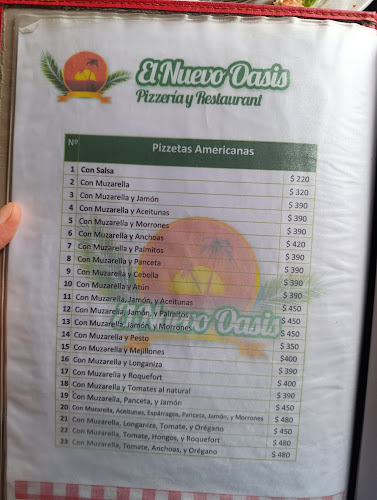 El Nuevo Oasis
Pizzería y Restaurant
Nº Pizzetas Americanas
1 Con Salsa $ 220
2 Con Muzarella $ 320
3 Con Muzarella y Jamón $ 390
4 Con Muzarella y Aceitunas $ 390
5 Con Muzarella y Morrones $ 390
6 Con Muzarella y Anchoas $ 420
7 Con Muzarella y Palmitos $ 390
8 Con Muzarella y Panceta $ 390
9 Con Muzarella y Cebolla $ 390
10 Con Muzarella y Atún $ 390
11 Con Muzarella, Jamón, y Aceitunas $ 450
12 Con Muzarella, Jamón, y Palmitos $ 450
13 Con Muzarella, Jamón, y Morrones $ 450
14 Con Muzarella y Pesto $ 350
15 Con Muzarella y Mejillones $400
16 Con Muzarella y Longaniza $ 390
17 Con Muzarella y Roquefort $ 400
18 Con Muzarella y Tomates al natural $ 390
19 Con Muzarella, Panceta, y Jamón $ 450
20 Con Muzarella, Aceitunas, Espárragos, Panceta, Jamón, y Morrones $ 480
21 Con Muzarella, Longaniza, Tomate, y Orégano $ 450
22 Con Muzarella, Tomate, Hongos, y Roquefort $ 480
23 Con Muzarella, Tomate, Anchoas, y Orégano $ 480
El Nuevo Oasis